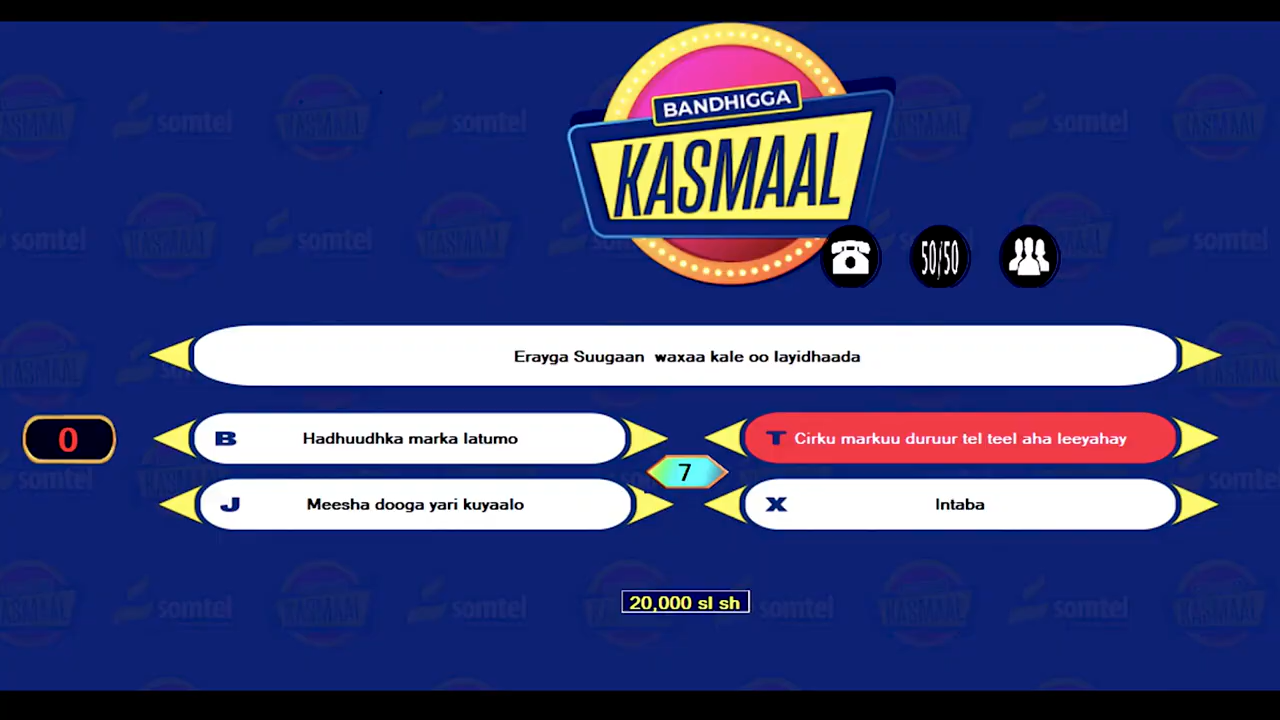 BANDHIGGA
KASMAAL
50/50
Erayga Suugaan waxaa kale oo layidhaada
0
B Hadhuudhka marka latumo
T Cirku markuu duruur tel teel aha leeyahay
7
J Meesha dooga yari kuyaalo
X Intaba
20,000 sl sh
somtel